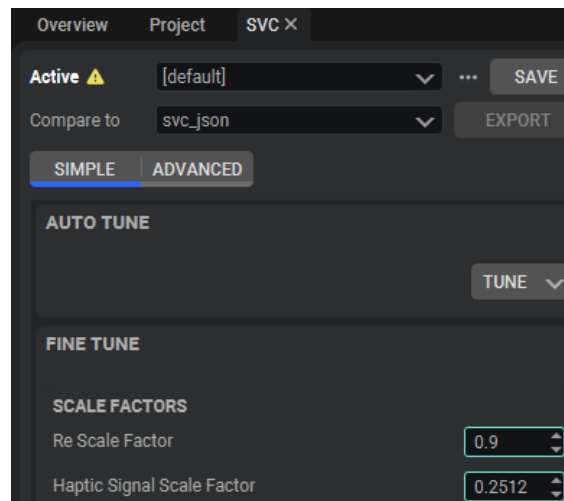 Overview Project SVC ×
Active [default] ••• SAVE
Compare to svc_json EXPORT
SIMPLE ADVANCED
AUTO TUNE
TUNE
FINE TUNE
SCALE FACTORS
Re Scale Factor 0.9
Haptic Signal Scale Factor 0.2512